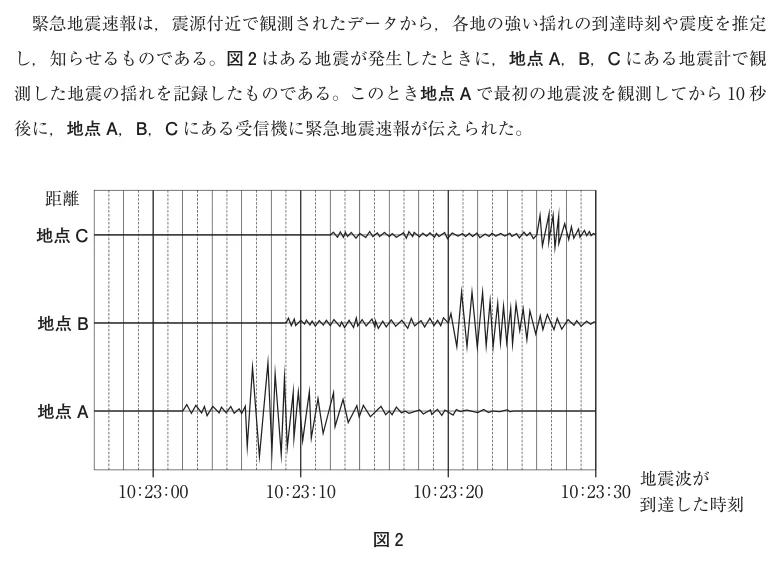 緊急地震速報は，震源付近で観測されたデータから，各地の強い揺れの到達時刻や震度を推定
し，知らせるものである。図2はある地震が発生したときに，地点A，B，Cにある地震計で観
測した地震の揺れを記録したものである。このとき地点Aで最初の地震波を観測してから10秒
後に，地点A，B，Cにある受信機に緊急地震速報が伝えられた。
距離
地点C
地点B
地点A
10:23:00 10:23:10 10:23:20 10:23:30
地震波が
到達した時刻
図2